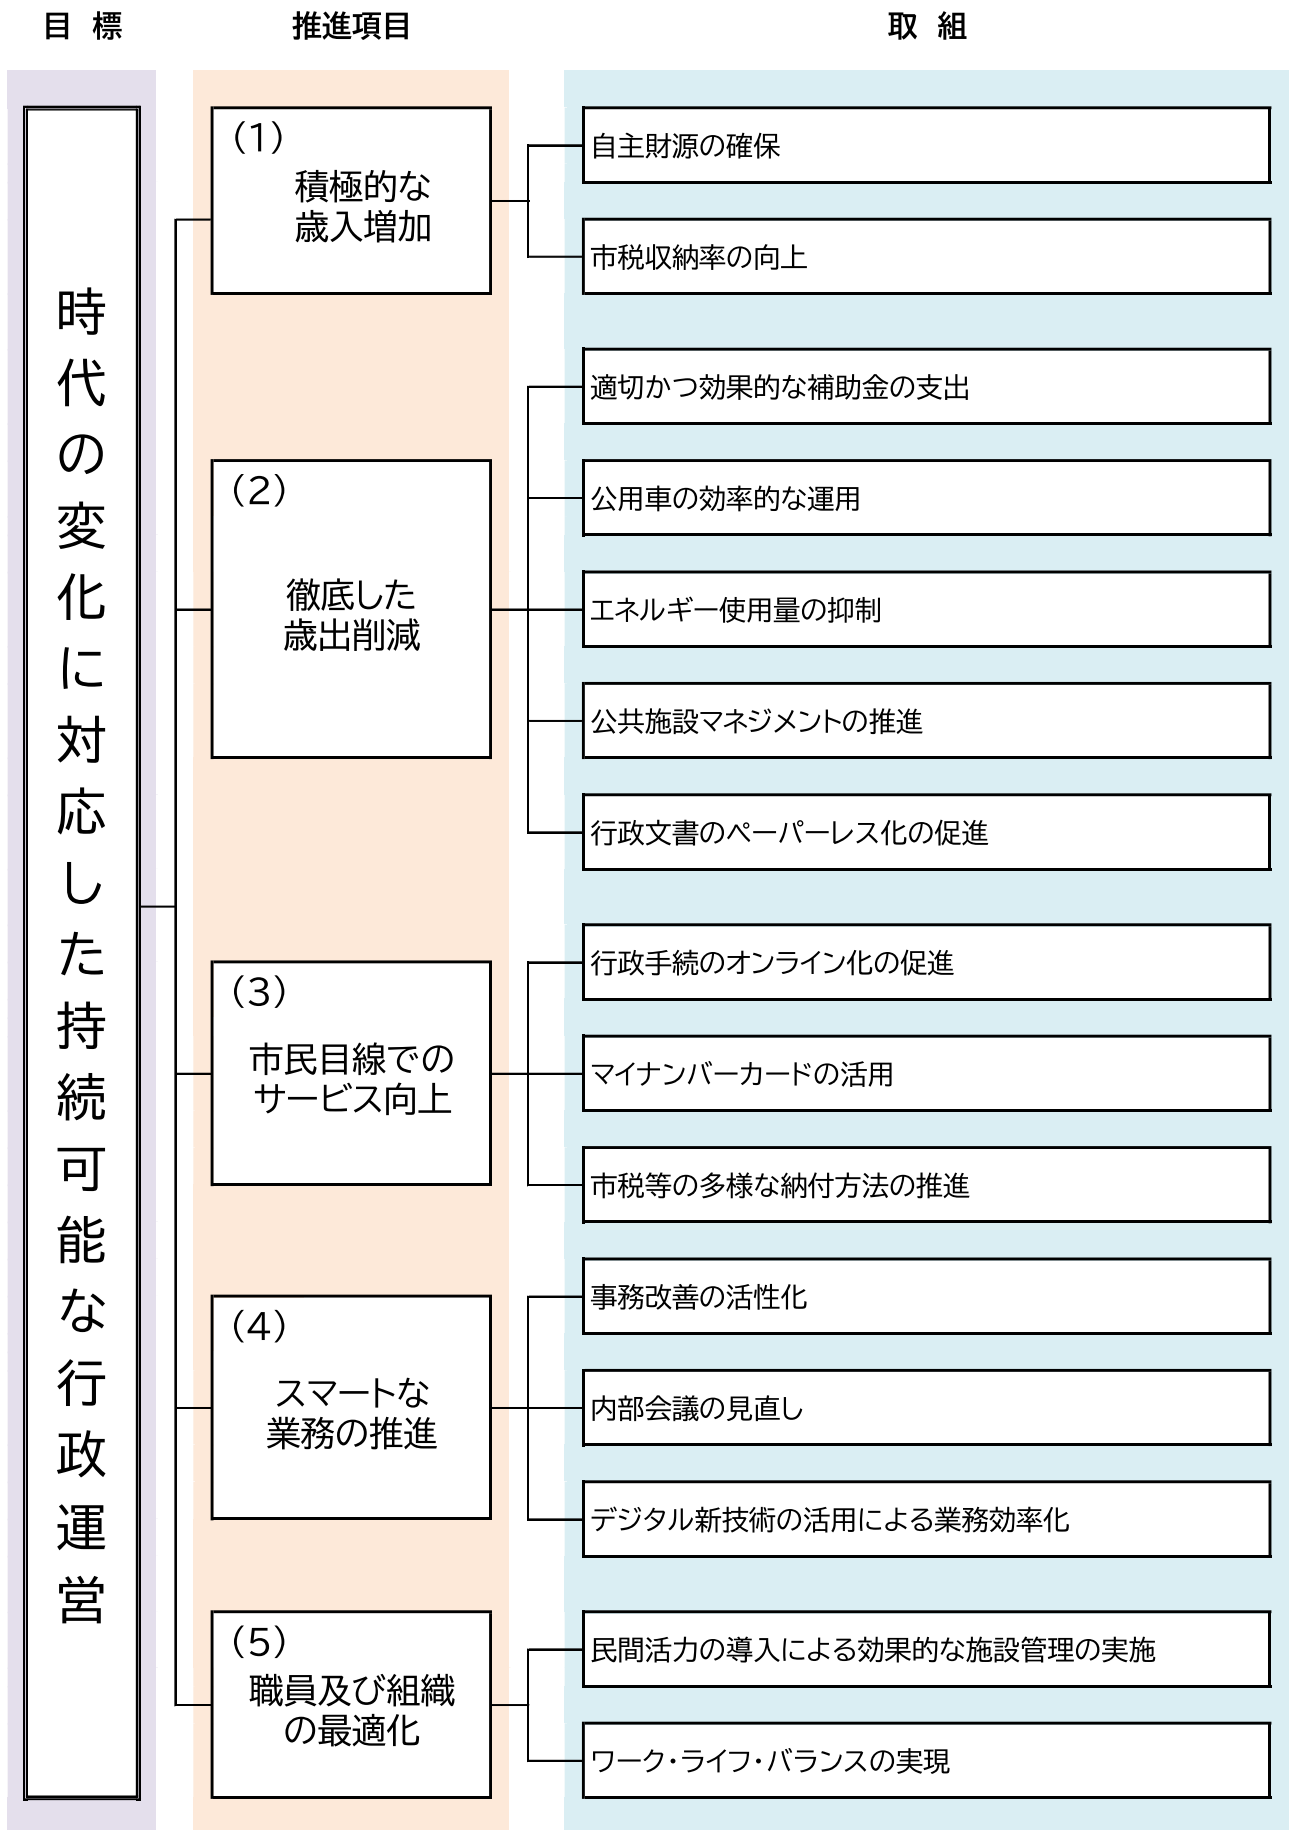 目 標
推進項目
取 組
時代の変化に対応した持続可能な行政運営
(1)
積極的な
歳入増加
自主財源の確保
市税収納率の向上
(2)
徹底した
歳出削減
適切かつ効果的な補助金の支出
公用車の効率的な運用
エネルギー使用量の抑制
公共施設マネジメントの推進
行政文書のペーパーレス化の促進
(3)
市民目線での
サービス向上
行政手続のオンライン化の促進
マイナンバーカードの活用
市税等の多様な納付方法の推進
(4)
スマートな
業務の推進
事務改善の活性化
内部会議の見直し
デジタル新技術の活用による業務効率化
(5)
職員及び組織
の最適化
民間活力の導入による効果的な施設管理の実施
ワーク・ライフ・バランスの実現